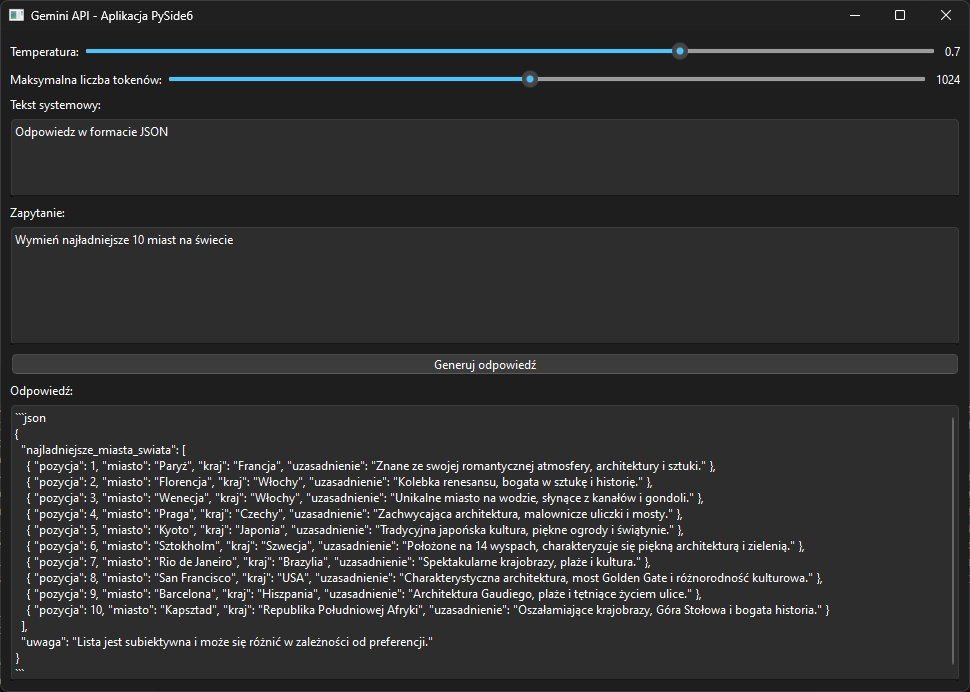 Gemini API - Aplikacja PySide6
Temperatura: 0.7
Maksymalna liczba tokenów: 1024
Tekst systemowy:
Odpowiedz w formacie JSON
Zapytanie:
Wymień najładniejsze 10 miast na świecie
Generuj odpowiedź
Odpowiedź:
```json
{
  "najladniejsze_miasta_swiata": [
    { "pozycja": 1, "miasto": "Paryż", "kraj": "Francja", "uzasadnienie": "Znane ze swojej romantycznej atmosfery, architektury i sztuki." },
    { "pozycja": 2, "miasto": "Florencja", "kraj": "Włochy", "uzasadnienie": "Kolebka renesansu, bogata w sztukę i historię." },
    { "pozycja": 3, "miasto": "Wenecja", "kraj": "Włochy", "uzasadnienie": "Unikalne miasto na wodzie, słynące z kanałów i gondoli." },
    { "pozycja": 4, "miasto": "Praga", "kraj": "Czechy", "uzasadnienie": "Zachwycająca architektura, malownicze uliczki i mosty." },
    { "pozycja": 5, "miasto": "Kyoto", "kraj": "Japonia", "uzasadnienie": "Tradycyjna japońska kultura, piękne ogrody i świątynie." },
    { "pozycja": 6, "miasto": "Sztokholm", "kraj": "Szwecja", "uzasadnienie": "Położone na 14 wyspach, charakteryzuje się piękną architekturą i zielenią." },
    { "pozycja": 7, "miasto": "Rio de Janeiro", "kraj": "Brazylia", "uzasadnienie": "Spektakularne krajobrazy, plaże i kultura." },
    { "pozycja": 8, "miasto": "San Francisco", "kraj": "USA", "uzasadnienie": "Charakterystyczna architektura, most Golden Gate i różnorodność kulturowa." },
    { "pozycja": 9, "miasto": "Barcelona", "kraj": "Hiszpania", "uzasadnienie": "Architektura Gaudiego, plaże i tętniące życiem ulice." },
    { "pozycja": 10, "miasto": "Kapsztad", "kraj": "Republika Południowej Afryki", "uzasadnienie": "Oszałamiające krajobrazy, Góra Stołowa i bogata historia." }
  ],
  "uwaga": "Lista jest subiektywna i może się różnić w zależności od preferencji."
}
```